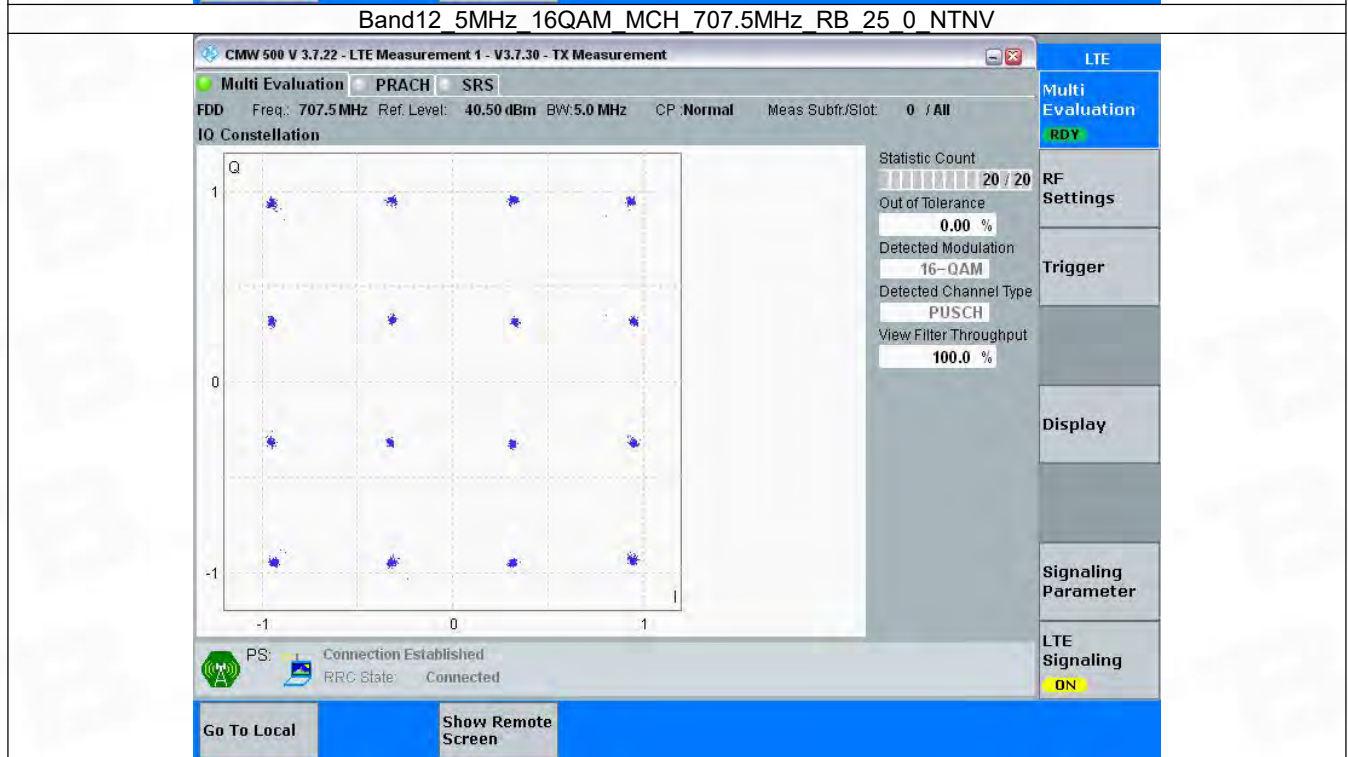 Band12_5MHz_16QAM_MCH_707.5MHz_RB_25_0_NTNV
CMW 500 V 3.7.22 - LTE Measurement 1 - V3.7.30 - TX Measurement
LTE
Multi Evaluation PRACH SRS
Multi
Evaluation
RDY
FDD Freq.: 707.5 MHz Ref. Level: 40.50 dBm BW: 5.0 MHz CP :Normal Meas Subfr./Slot: 0 / All
IQ Constellation
Q
1
0
-1
I
-1 0 1
Statistic Count
20 / 20
Out of Tolerance
0.00 %
Detected Modulation
16-QAM
Detected Channel Type
PUSCH
View Filter Throughput
100.0 %
RF
Settings
Trigger
Display
Signaling
Parameter
LTE
Signaling
ON
PS: Connection Established
RRC State: Connected
Go To Local
Show Remote
Screen